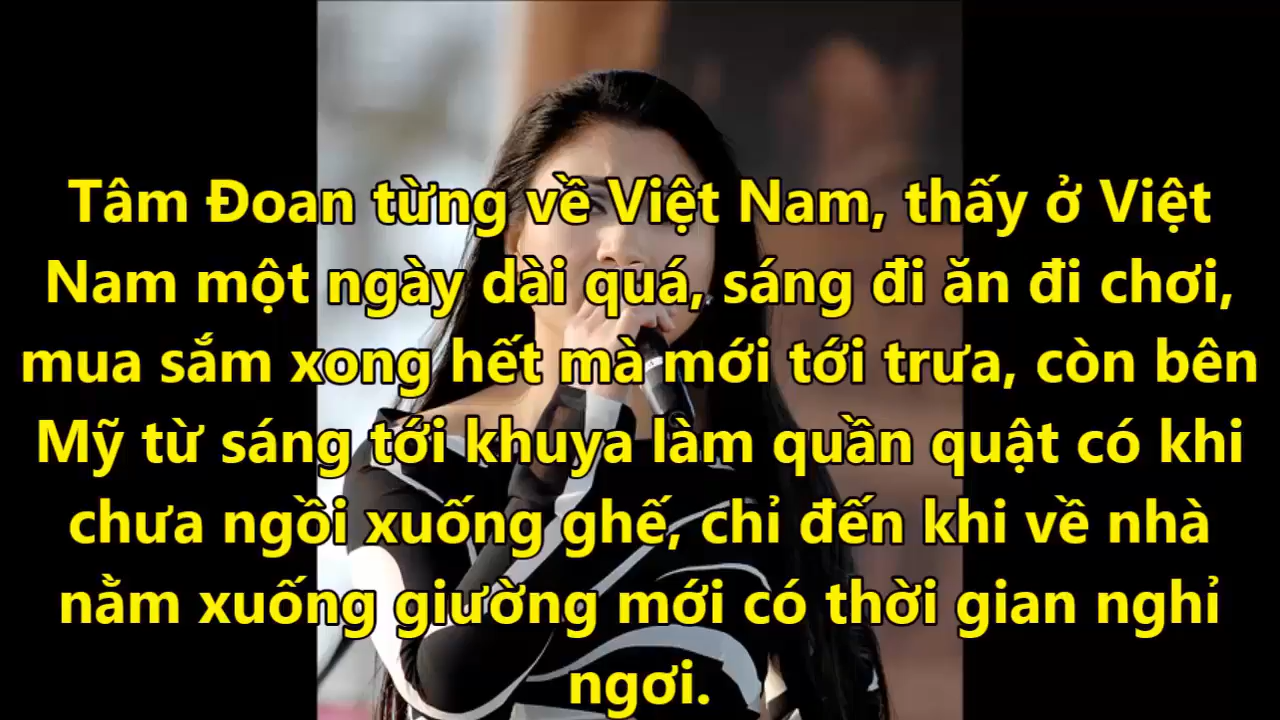 Tâm Đoan từng về Việt Nam, thấy ở Việt
Nam một ngày dài quá, sáng đi ăn đi chơi,
mua sắm xong hết mà mới tới trưa, còn bên
Mỹ từ sáng tới khuya làm quần quật có khi
chưa ngồi xuống ghế, chỉ đến khi về nhà
nằm xuống giường mới có thời gian nghỉ
ngơi.